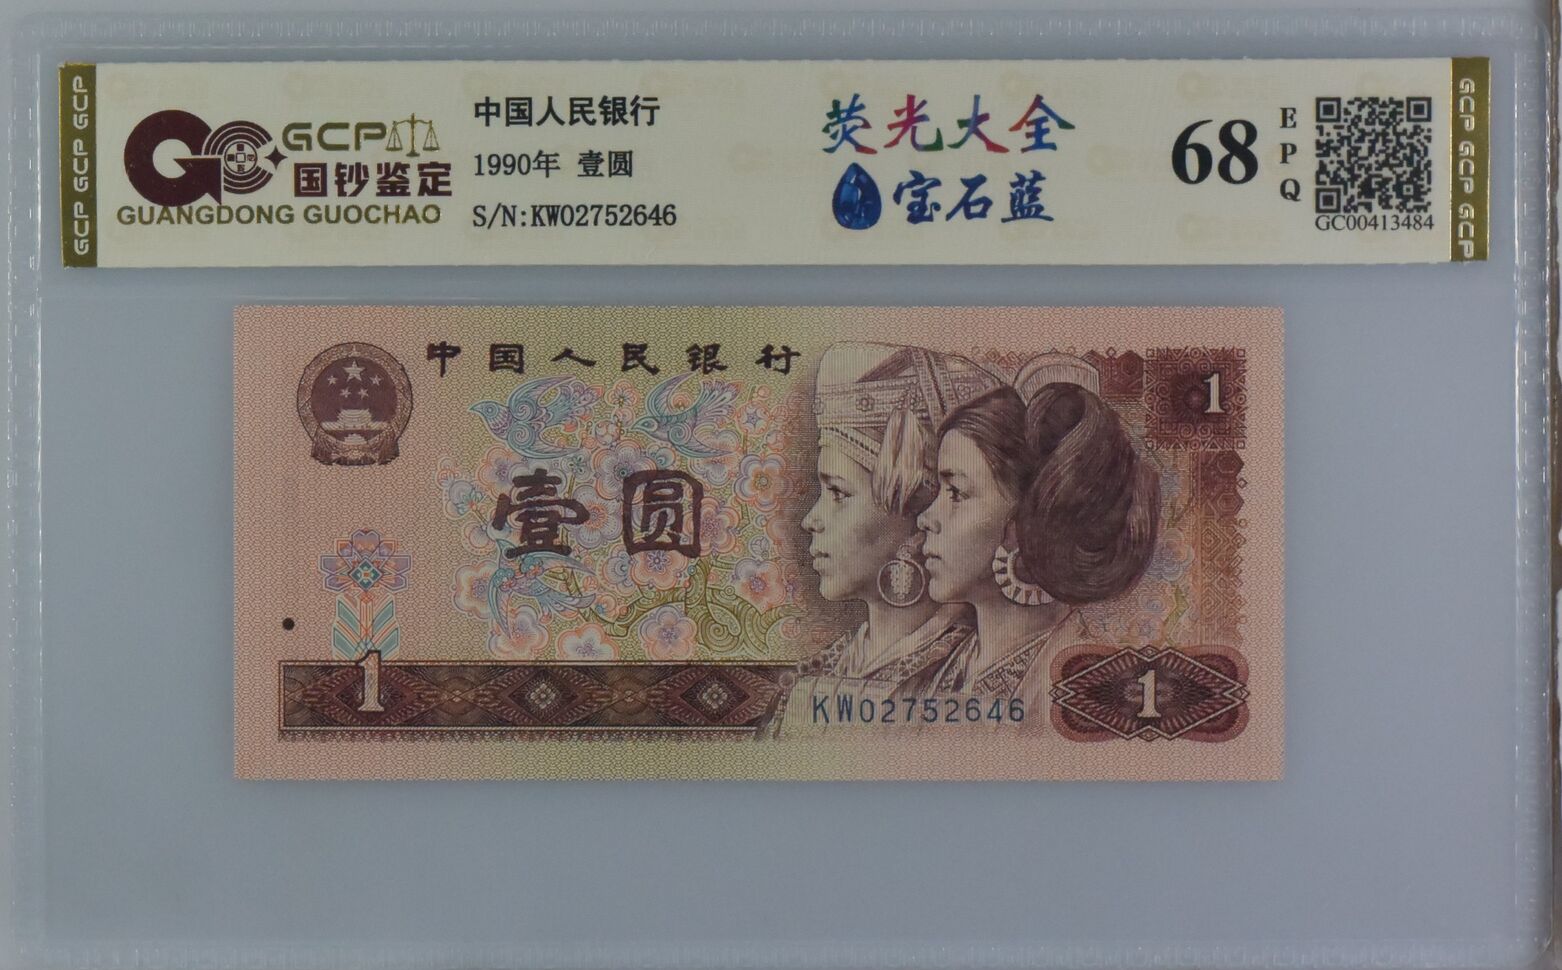 GCP GCP GCP
GCP
国钞鉴定
GUANGDONG GUOCHAO
中国人民银行
1990年 壹圆
S/N:KW02752646
荧光大全
宝石蓝
68
EPQ
GC00413484
GCP GCP GCP
中国人民银行
1
壹圆
1
KW02752646
1